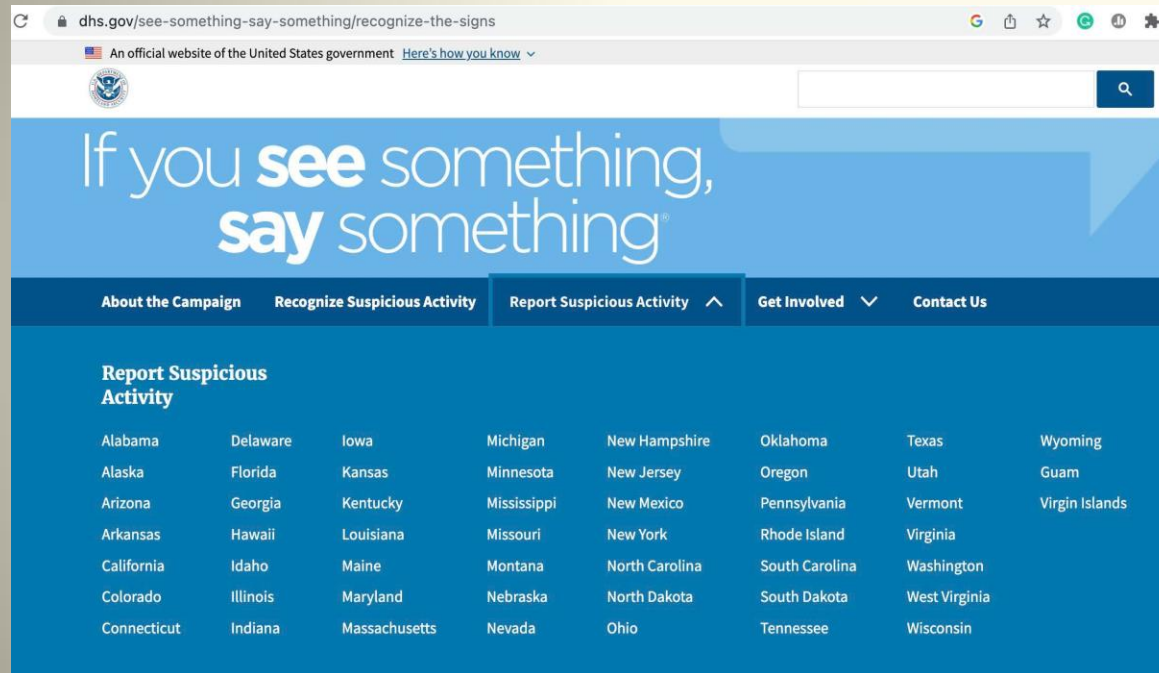 dhs.gov/see-something-say-something/recognize-the-signs
An official website of the United States government Here's how you know
If you see something,
say something®
About the Campaign Recognize Suspicious Activity Report Suspicious Activity Get Involved Contact Us
Report Suspicious
Activity
Alabama Delaware Iowa Michigan New Hampshire Oklahoma Texas Wyoming
Alaska Florida Kansas Minnesota New Jersey Oregon Utah Guam
Arizona Georgia Kentucky Mississippi New Mexico Pennsylvania Vermont Virgin Islands
Arkansas Hawaii Louisiana Missouri New York Rhode Island Virginia
California Idaho Maine Montana North Carolina South Carolina Washington
Colorado Illinois Maryland Nebraska North Dakota South Dakota West Virginia
Connecticut Indiana Massachusetts Nevada Ohio Tennessee Wisconsin